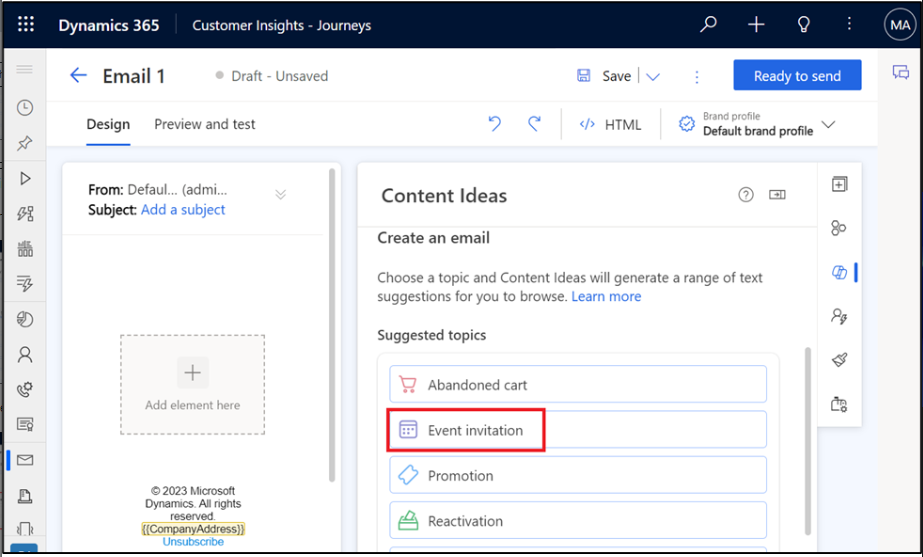 Dynamics 365
Customer Insights - Journeys
MA
Email 1
Draft - Unsaved
Save
Ready to send
Design
Preview and test
HTML
Brand profile
Default brand profile
From: Defaul... (admi...
Subject: Add a subject
Add element here
© 2023 Microsoft
Dynamics. All rights
reserved.
{{CompanyAddress}}
Unsubscribe
Content Ideas
Create an email
Choose a topic and Content Ideas will generate a range of text
suggestions for you to browse. Learn more
Suggested topics
Abandoned cart
Event invitation
Promotion
Reactivation